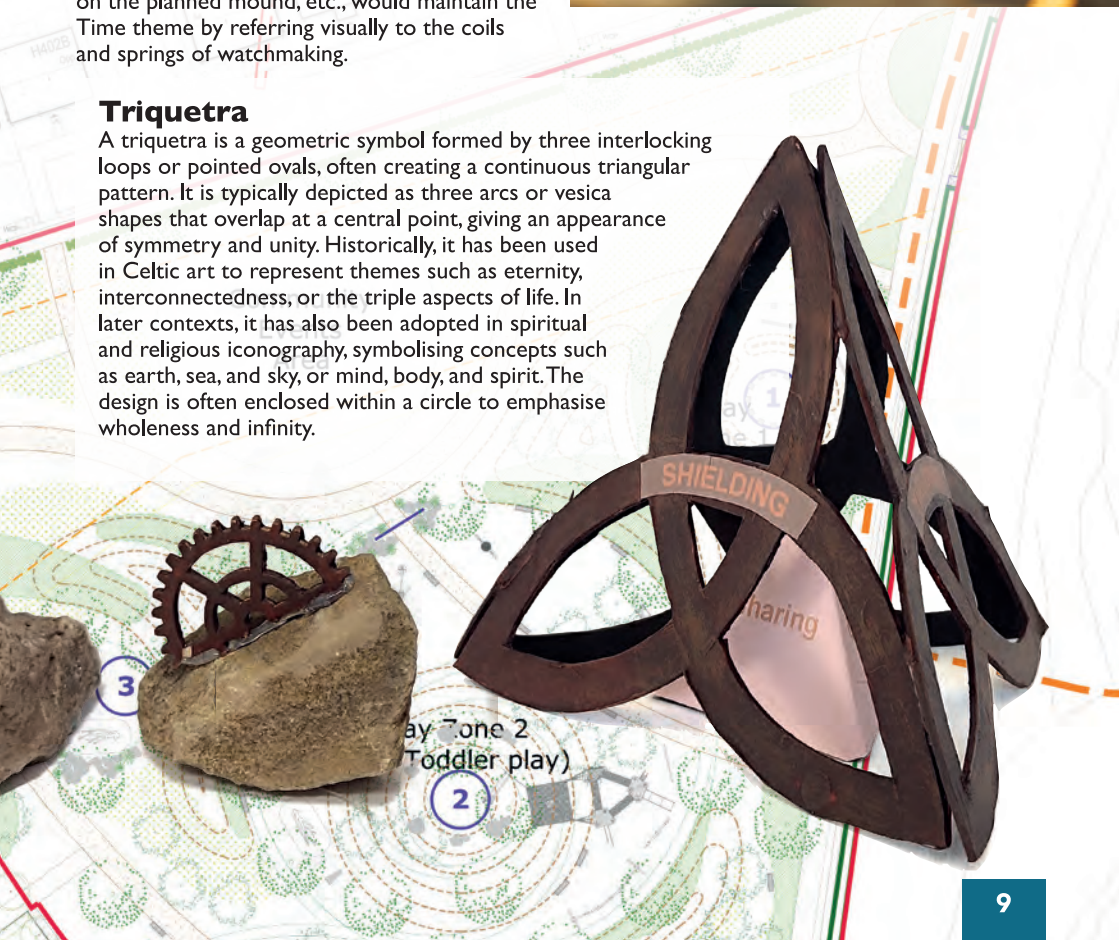 on the planned mound, etc., would maintain the
Time theme by referring visually to the coils
and springs of watchmaking.
H402B
Triquetra
A triquetra is a geometric symbol formed by three interlocking
loops or pointed ovals, often creating a continuous triangular
pattern. It is typically depicted as three arcs or vesica
shapes that overlap at a central point, giving an appearance
of symmetry and unity. Historically, it has been used
in Celtic art to represent themes such as eternity,
interconnectedness, or the triple aspects of life. In
later contexts, it has also been adopted in spiritual
and religious iconography, symbolising concepts such
as earth, sea, and sky, or mind, body, and spirit. The
design is often enclosed within a circle to emphasise
wholeness and infinity.
Community
Events
Area
1
SHIELDING
haring
3
ay Zone 2
Toddler play)
2
9